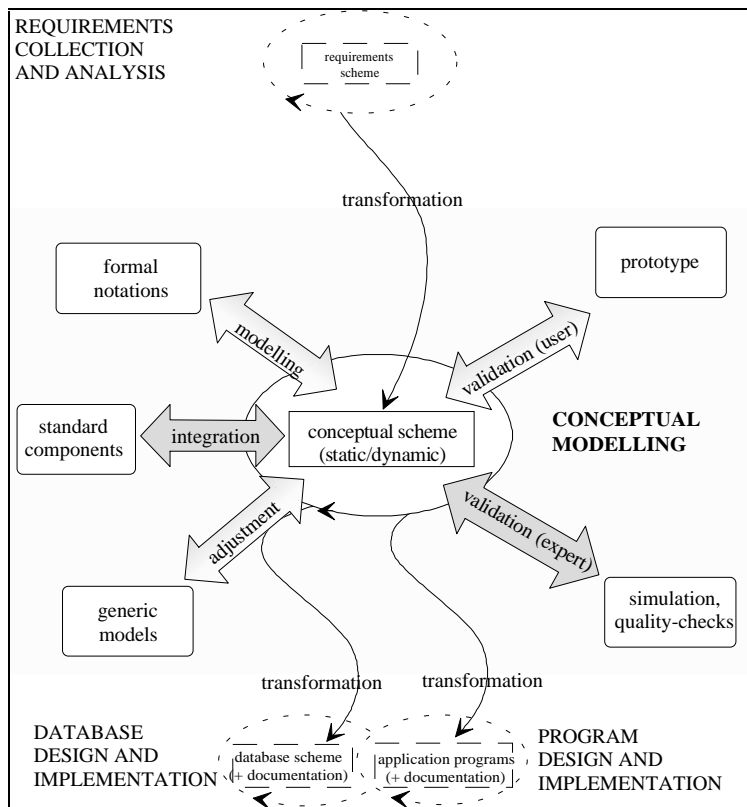 REQUIREMENTS
COLLECTION
AND ANALYSIS
requirements
scheme
transformation
formal
notations
prototype
modelling
validation (user)
standard
components
integration
conceptual scheme
(static/dynamic)
CONCEPTUAL
MODELLING
adjustment
validation (expert)
generic
models
simulation,
quality-checks
transformation
transformation
DATABASE
DESIGN AND
IMPLEMENTATION
database scheme
(+ documentation)
application programs
(+ documentation)
PROGRAM
DESIGN AND
IMPLEMENTATION